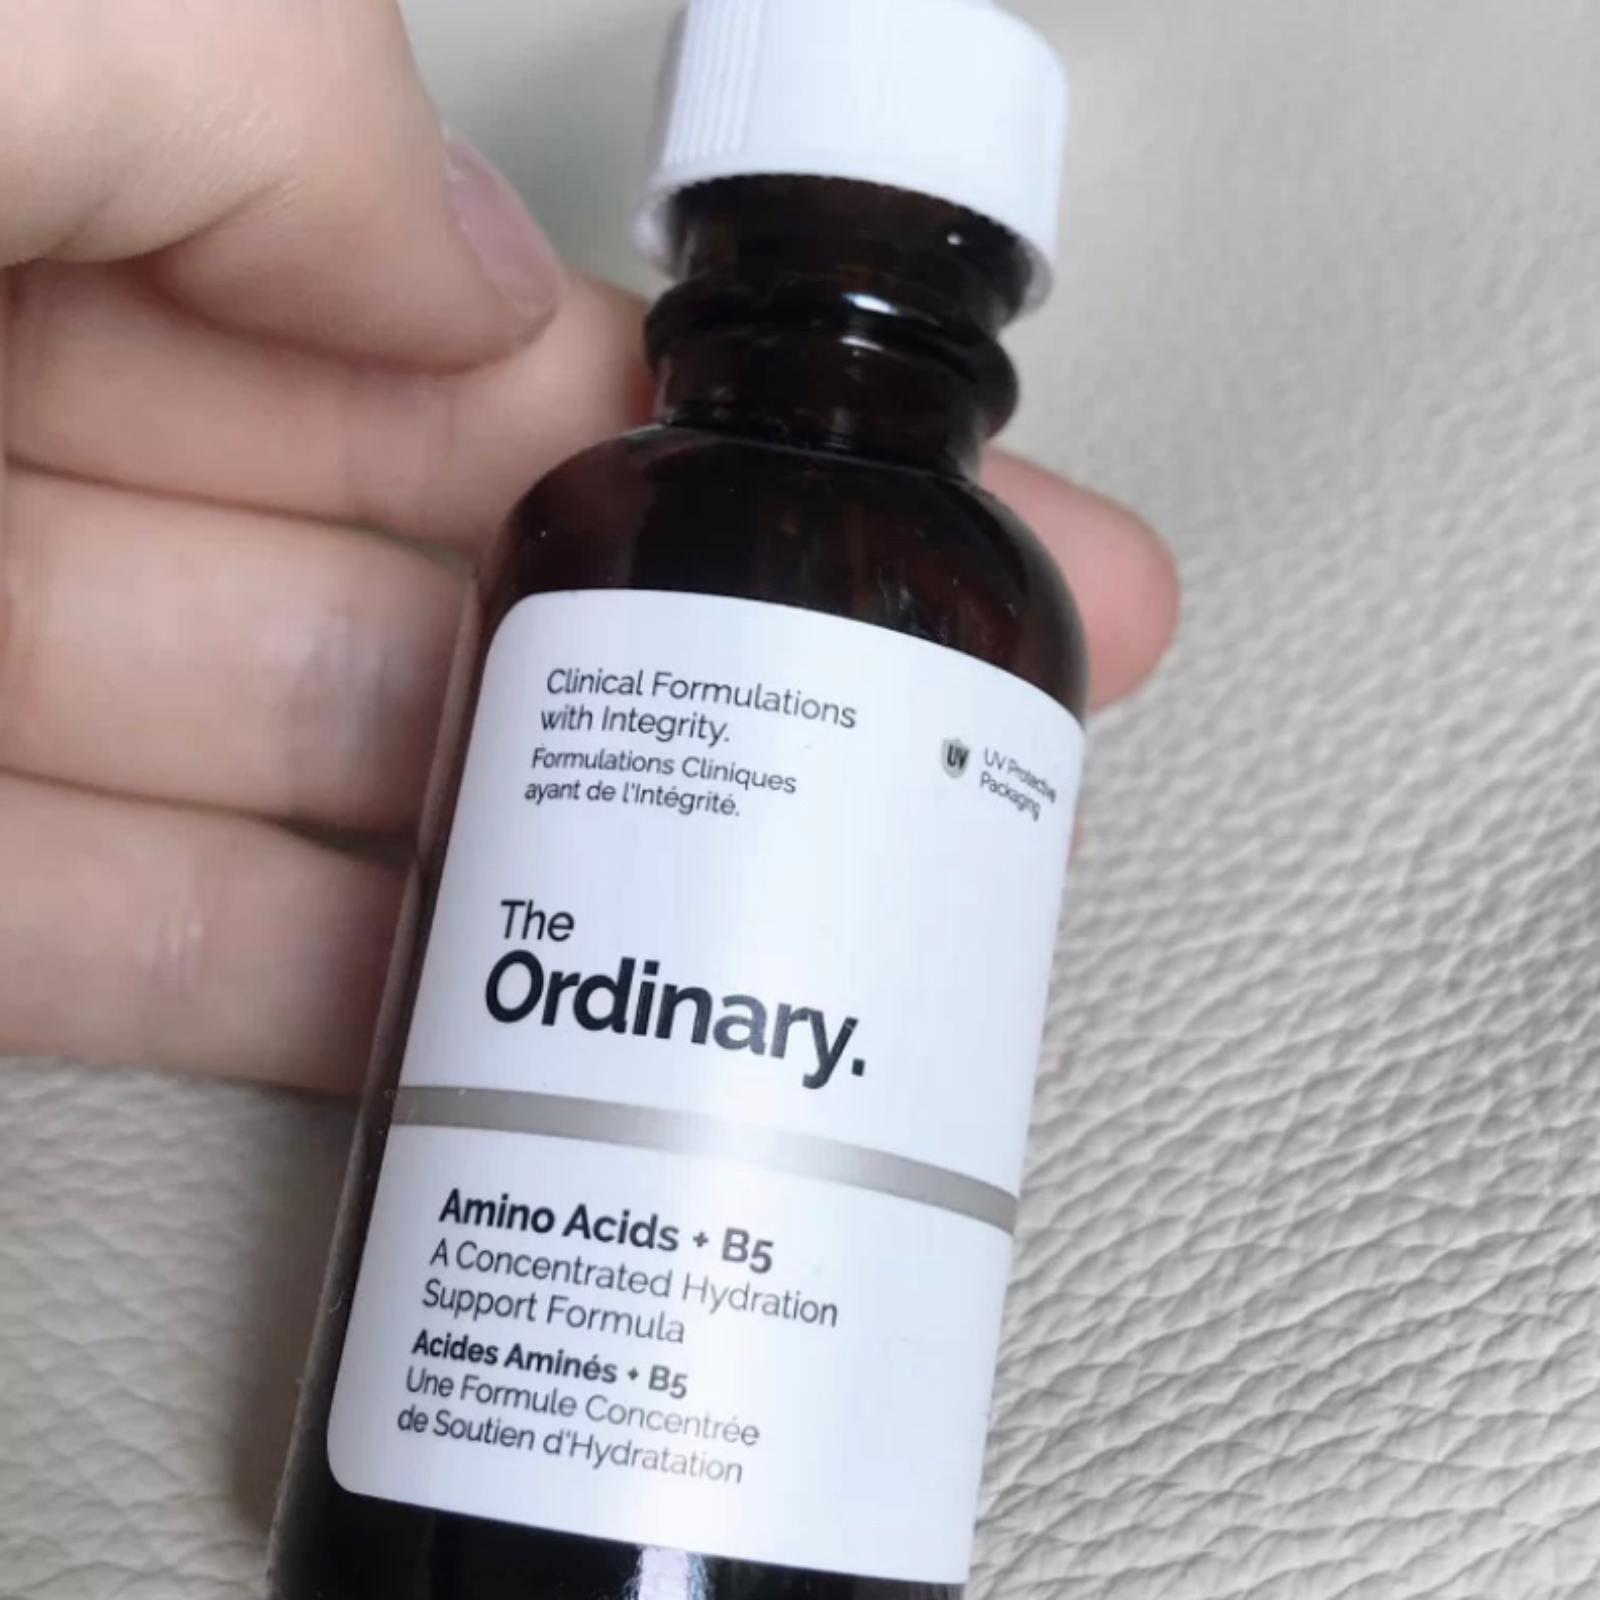 Clinical Formulations
with Integrity.
Formulations Cliniques
ayant de l'Intégrité.
UV
UV Protective
Packaging
The
Ordinary.
Amino Acids + B5
A Concentrated Hydration
Support Formula
Acides Aminés + B5
Une Formule Concentrée
de Soutien d'Hydratation